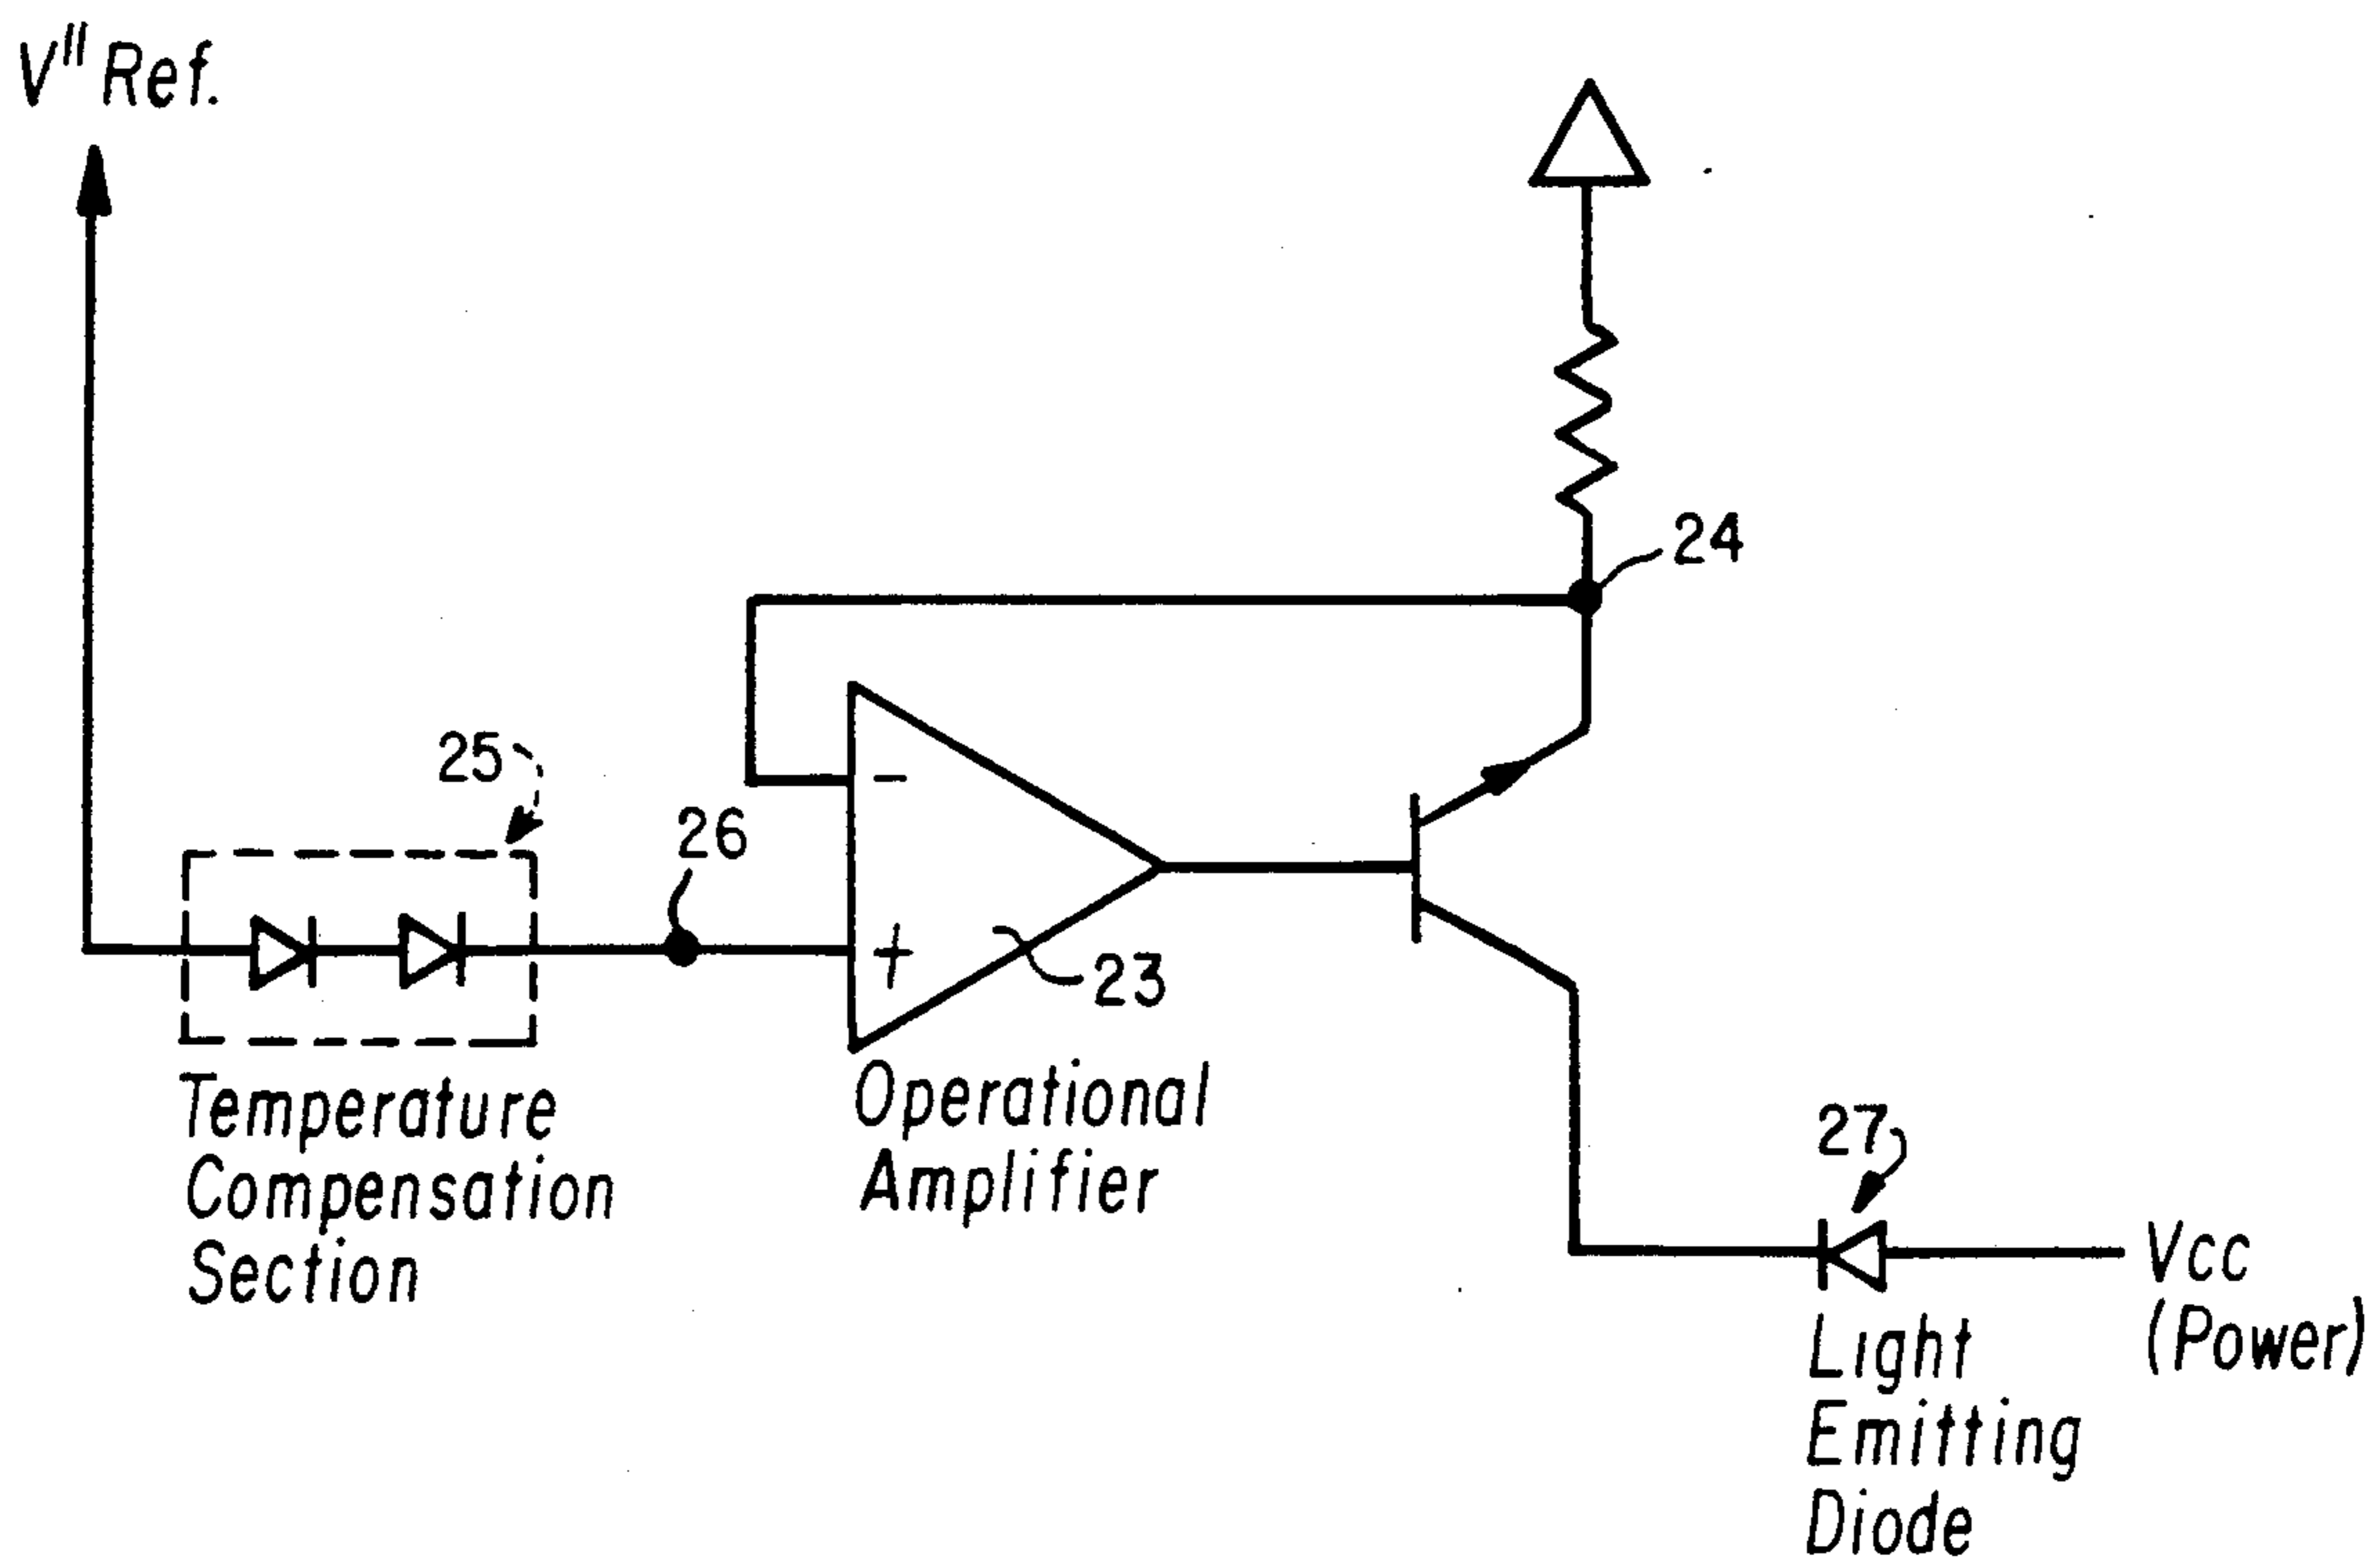 V" Ref.
24
25
26
-
+
23
Temperature
Compensation
Section
Operational
Amplifier
27
Vcc
(Power)
Light
Emitting
Diode